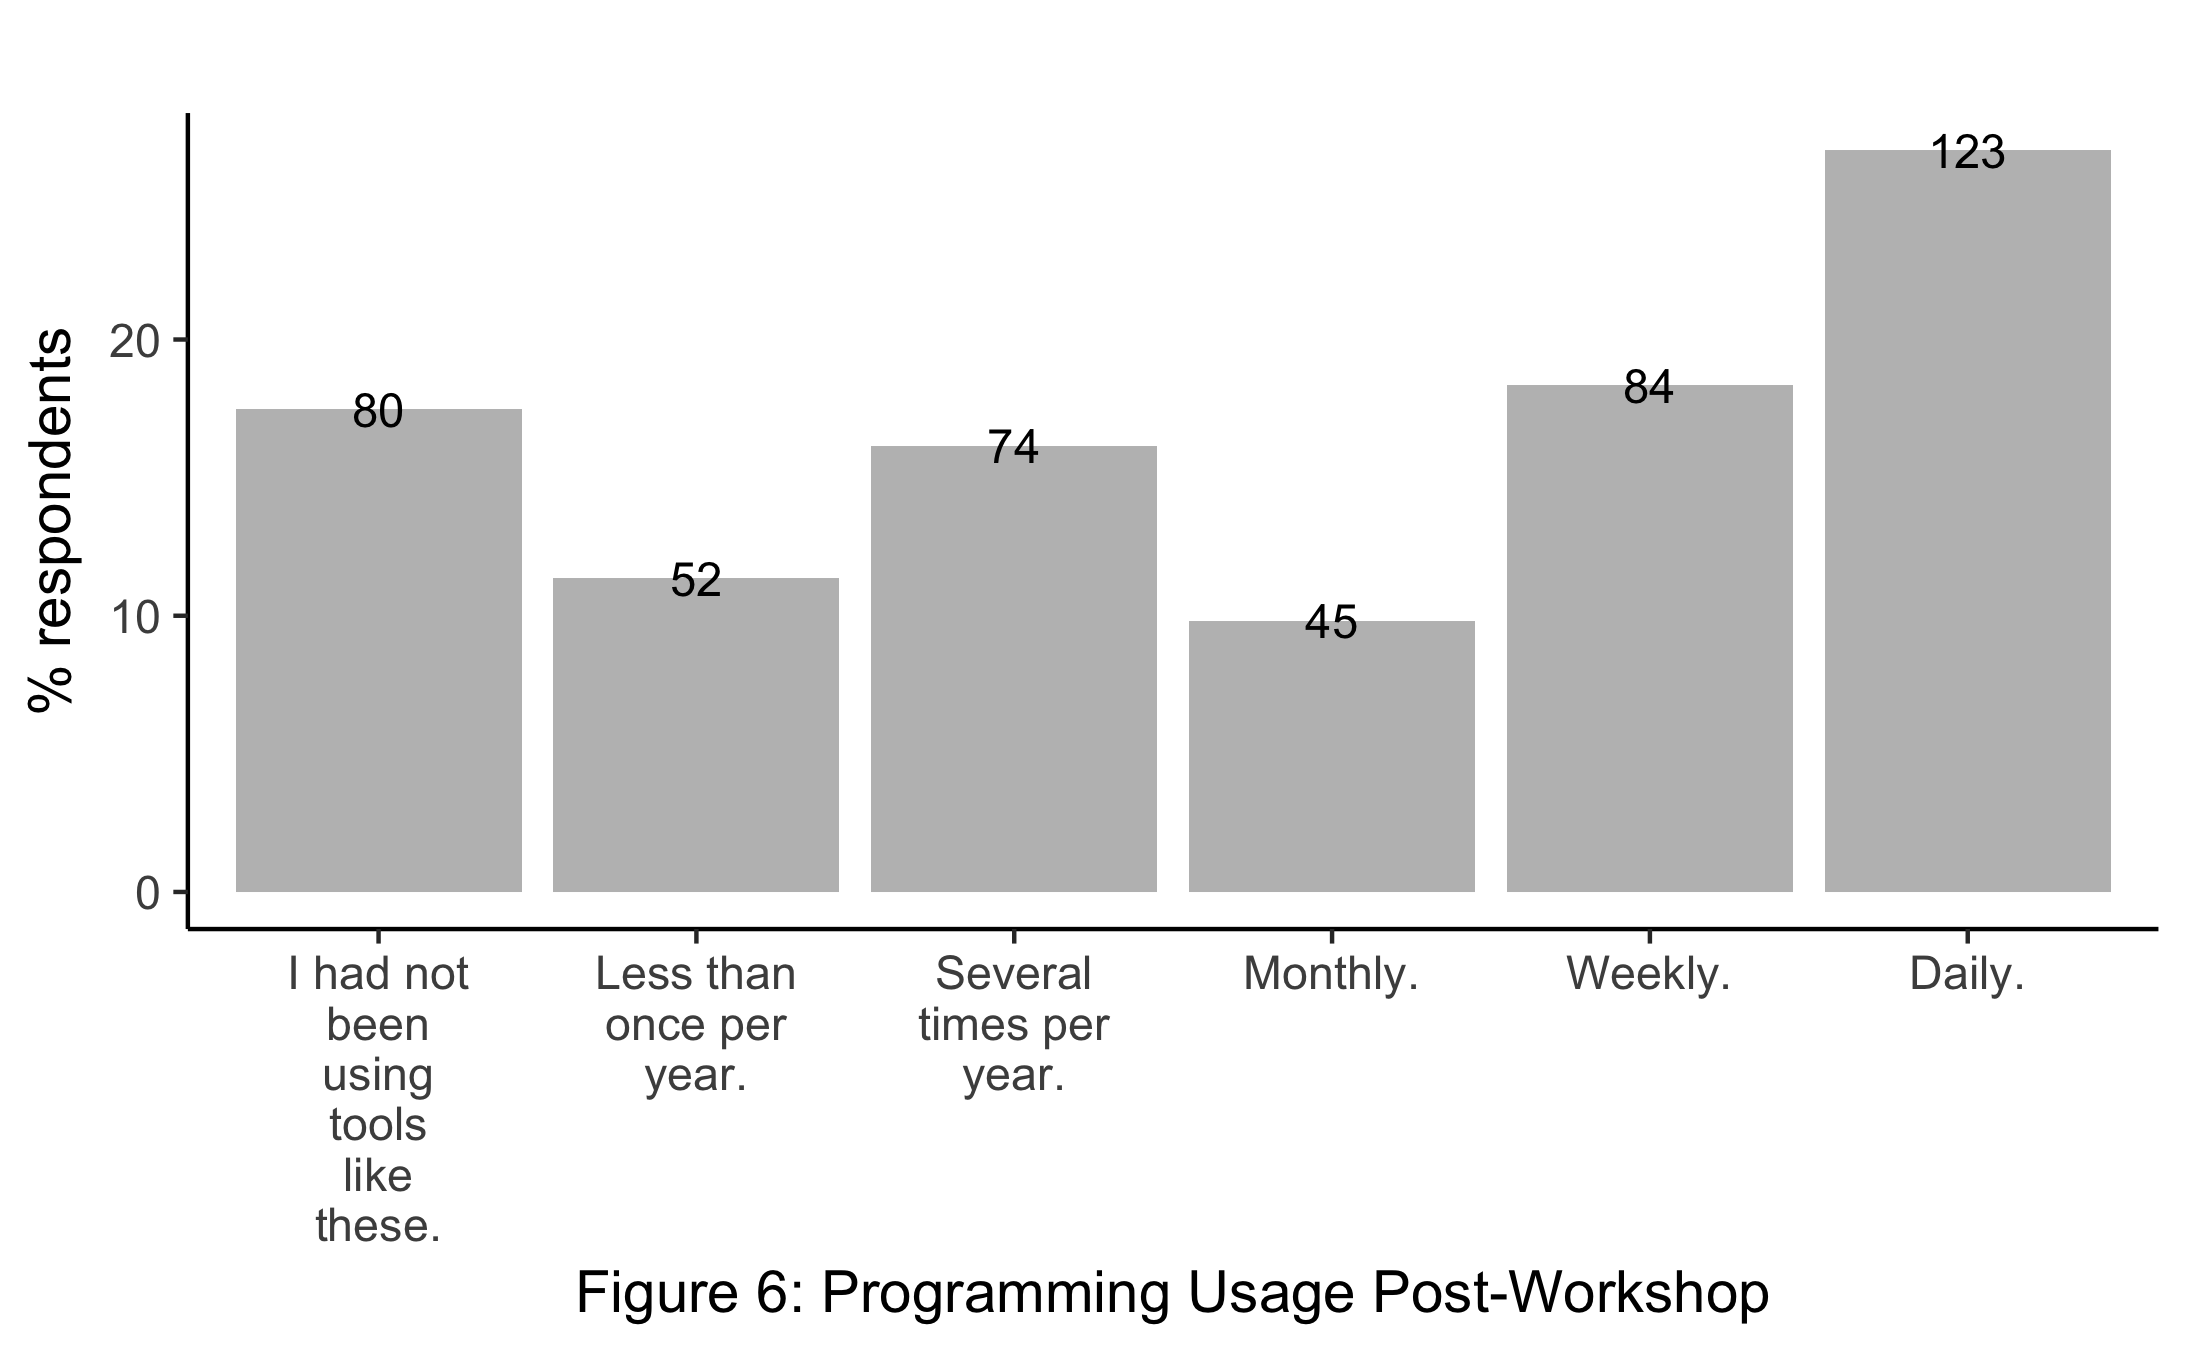 123
20
80
74
84
52
10
45
0
% respondents
I had not
been
using
tools
like
these.
Less than
once per
year.
Several
times per
year.
Monthly.
Weekly.
Daily.
Figure 6: Programming Usage Post-Workshop